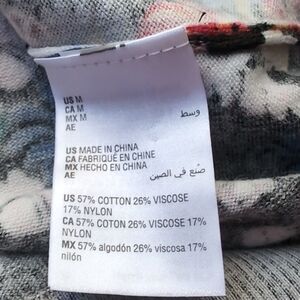 US M
CA M
MX M
AE وسط
US MADE IN CHINA
CA FABRIQUÉ EN CHINE
MX HECHO EN CHINA
AE صنع في الصين
US 57% COTTON 26% VISCOSE
17% NYLON
CA 57% COTON 26% VISCOSE 17%
NYLON
MX 57% algodón 26% viscosa 17%
nilón